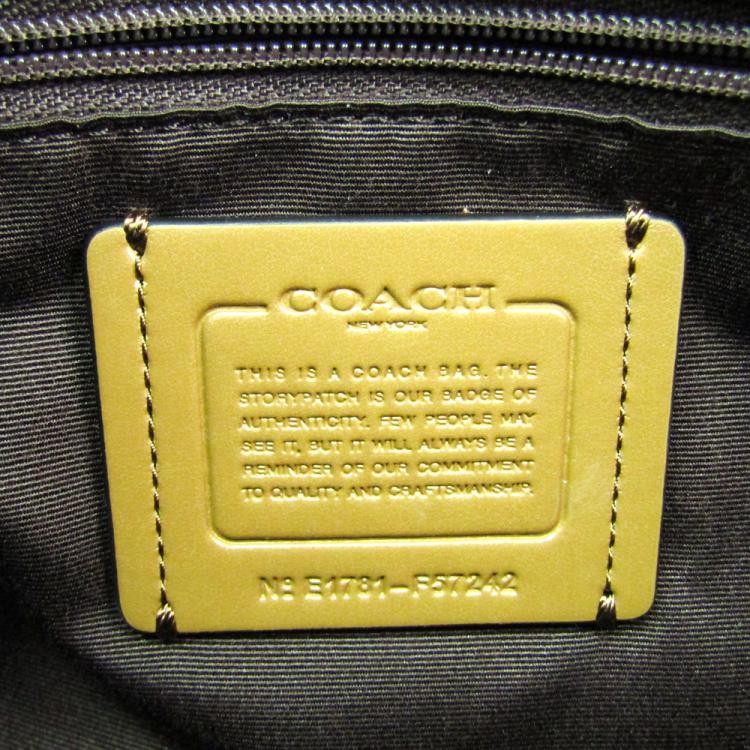 COACH
NEW YORK
THIS IS A COACH BAG. THE
STORYPATCH IS OUR BADGE OF
AUTHENTICITY. FEW PEOPLE MAY
SEE IT, BUT IT WILL ALWAYS BE A
REMINDER OF OUR COMMITMENT
TO QUALITY AND CRAFTSMANSHIP.
Nº E1781-F57242